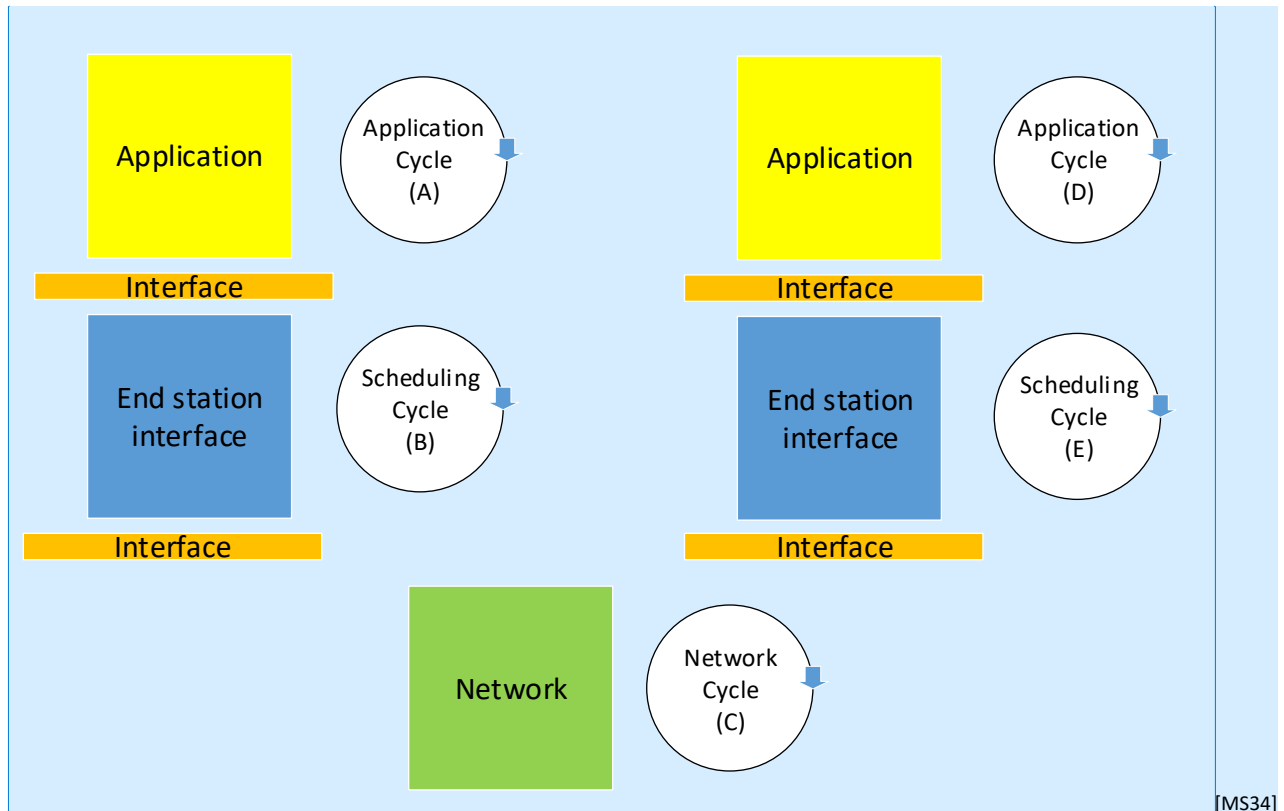 Application
Application
Cycle
(A)
Application
Application
Cycle
(D)
Interface
Interface
End station
interface
Scheduling
Cycle
(B)
End station
interface
Scheduling
Cycle
(E)
Interface
Interface
Network
Network
Cycle
(C)
[MS34]